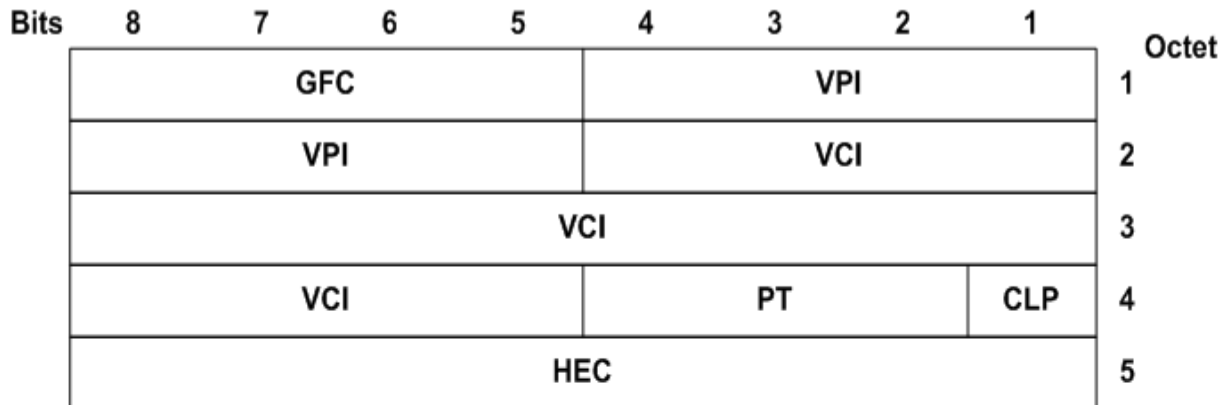 Bits 8 7 6 5 4 3 2 1 Octet
GFC VPI 1
VPI VCI 2
VCI 3
VCI PT CLP 4
HEC 5